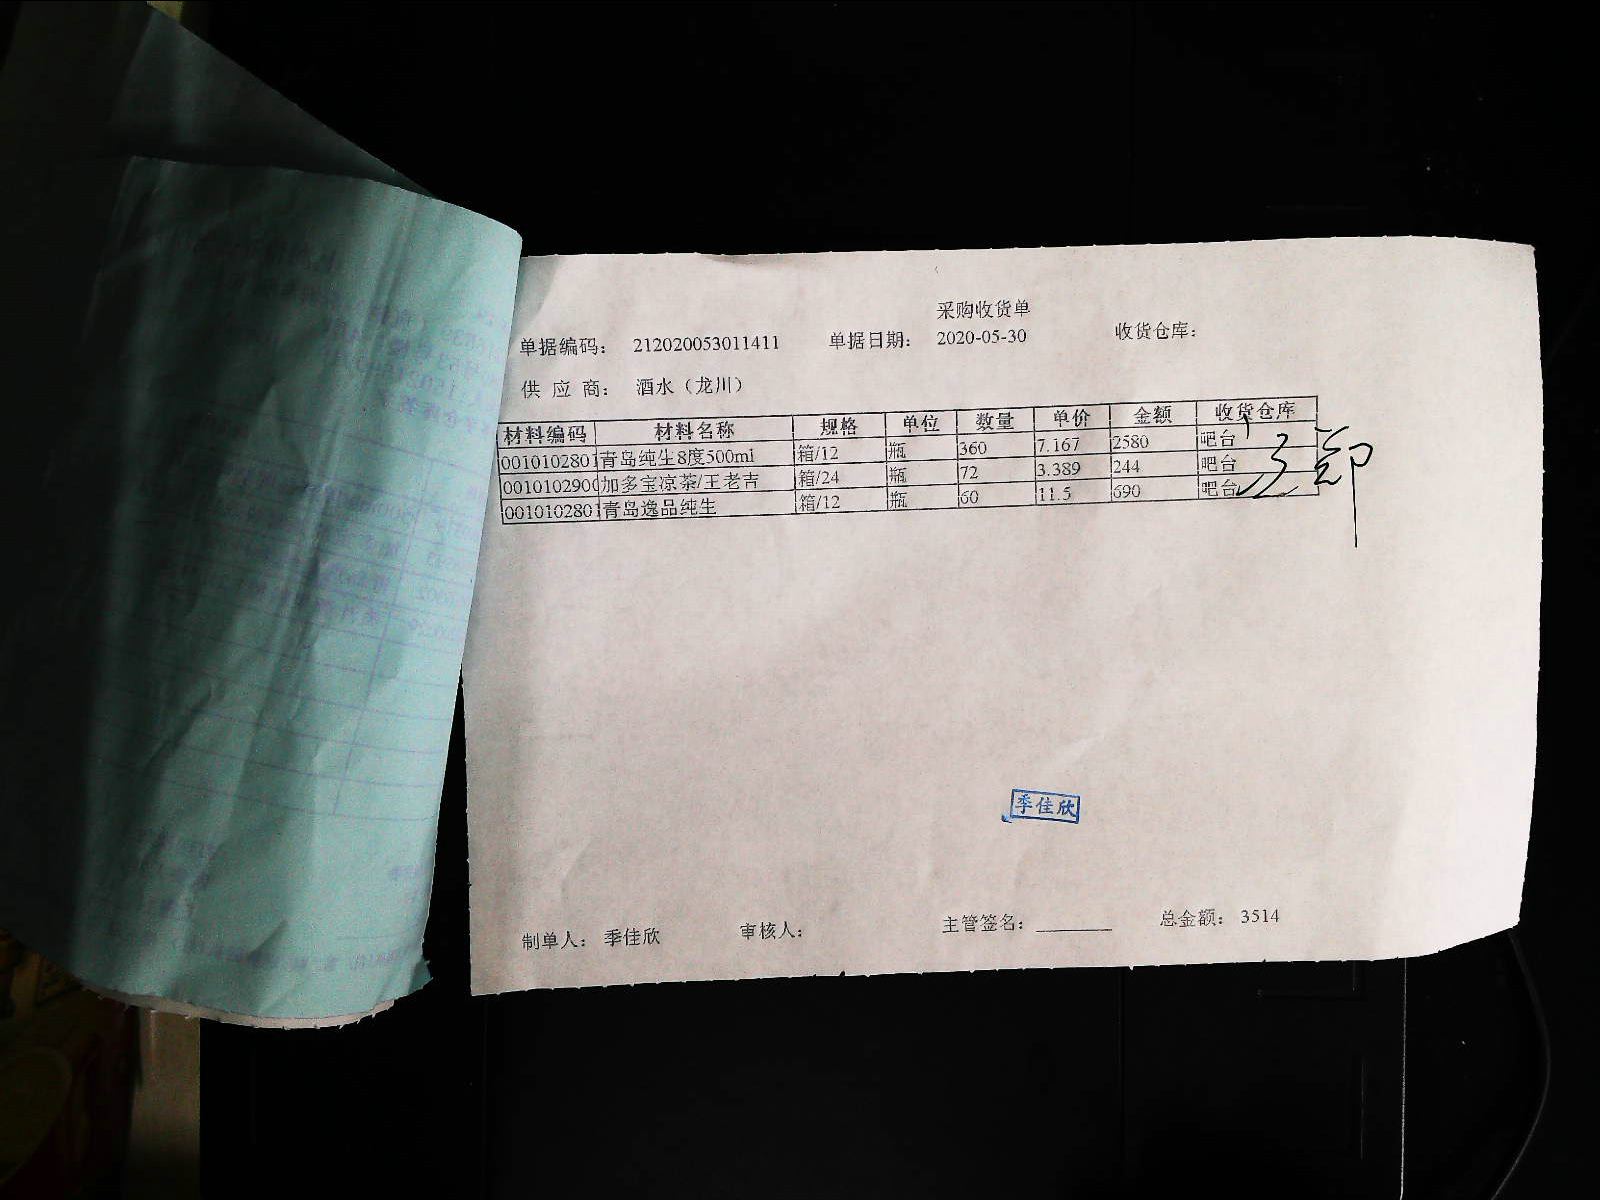 采购收货单
单据编码： 212020053011411 单据日期： 2020-05-30 收货仓库：
供 应 商： 酒水（龙川）
材料编码 材料名称 规格 单位 数量 单价 金额 收货仓库
0010102801 青岛纯生8度500ml 箱/12 瓶 360 7.167 2580 吧台
0010102900 加多宝凉茶/王老吉 箱/24 瓶 72 3.389 244 吧台
0010102801 青岛逸品纯生 箱/12 瓶 60 11.5 690 吧台
季佳欣
制单人： 季佳欣 审核人： 主管签名： 总金额： 3514